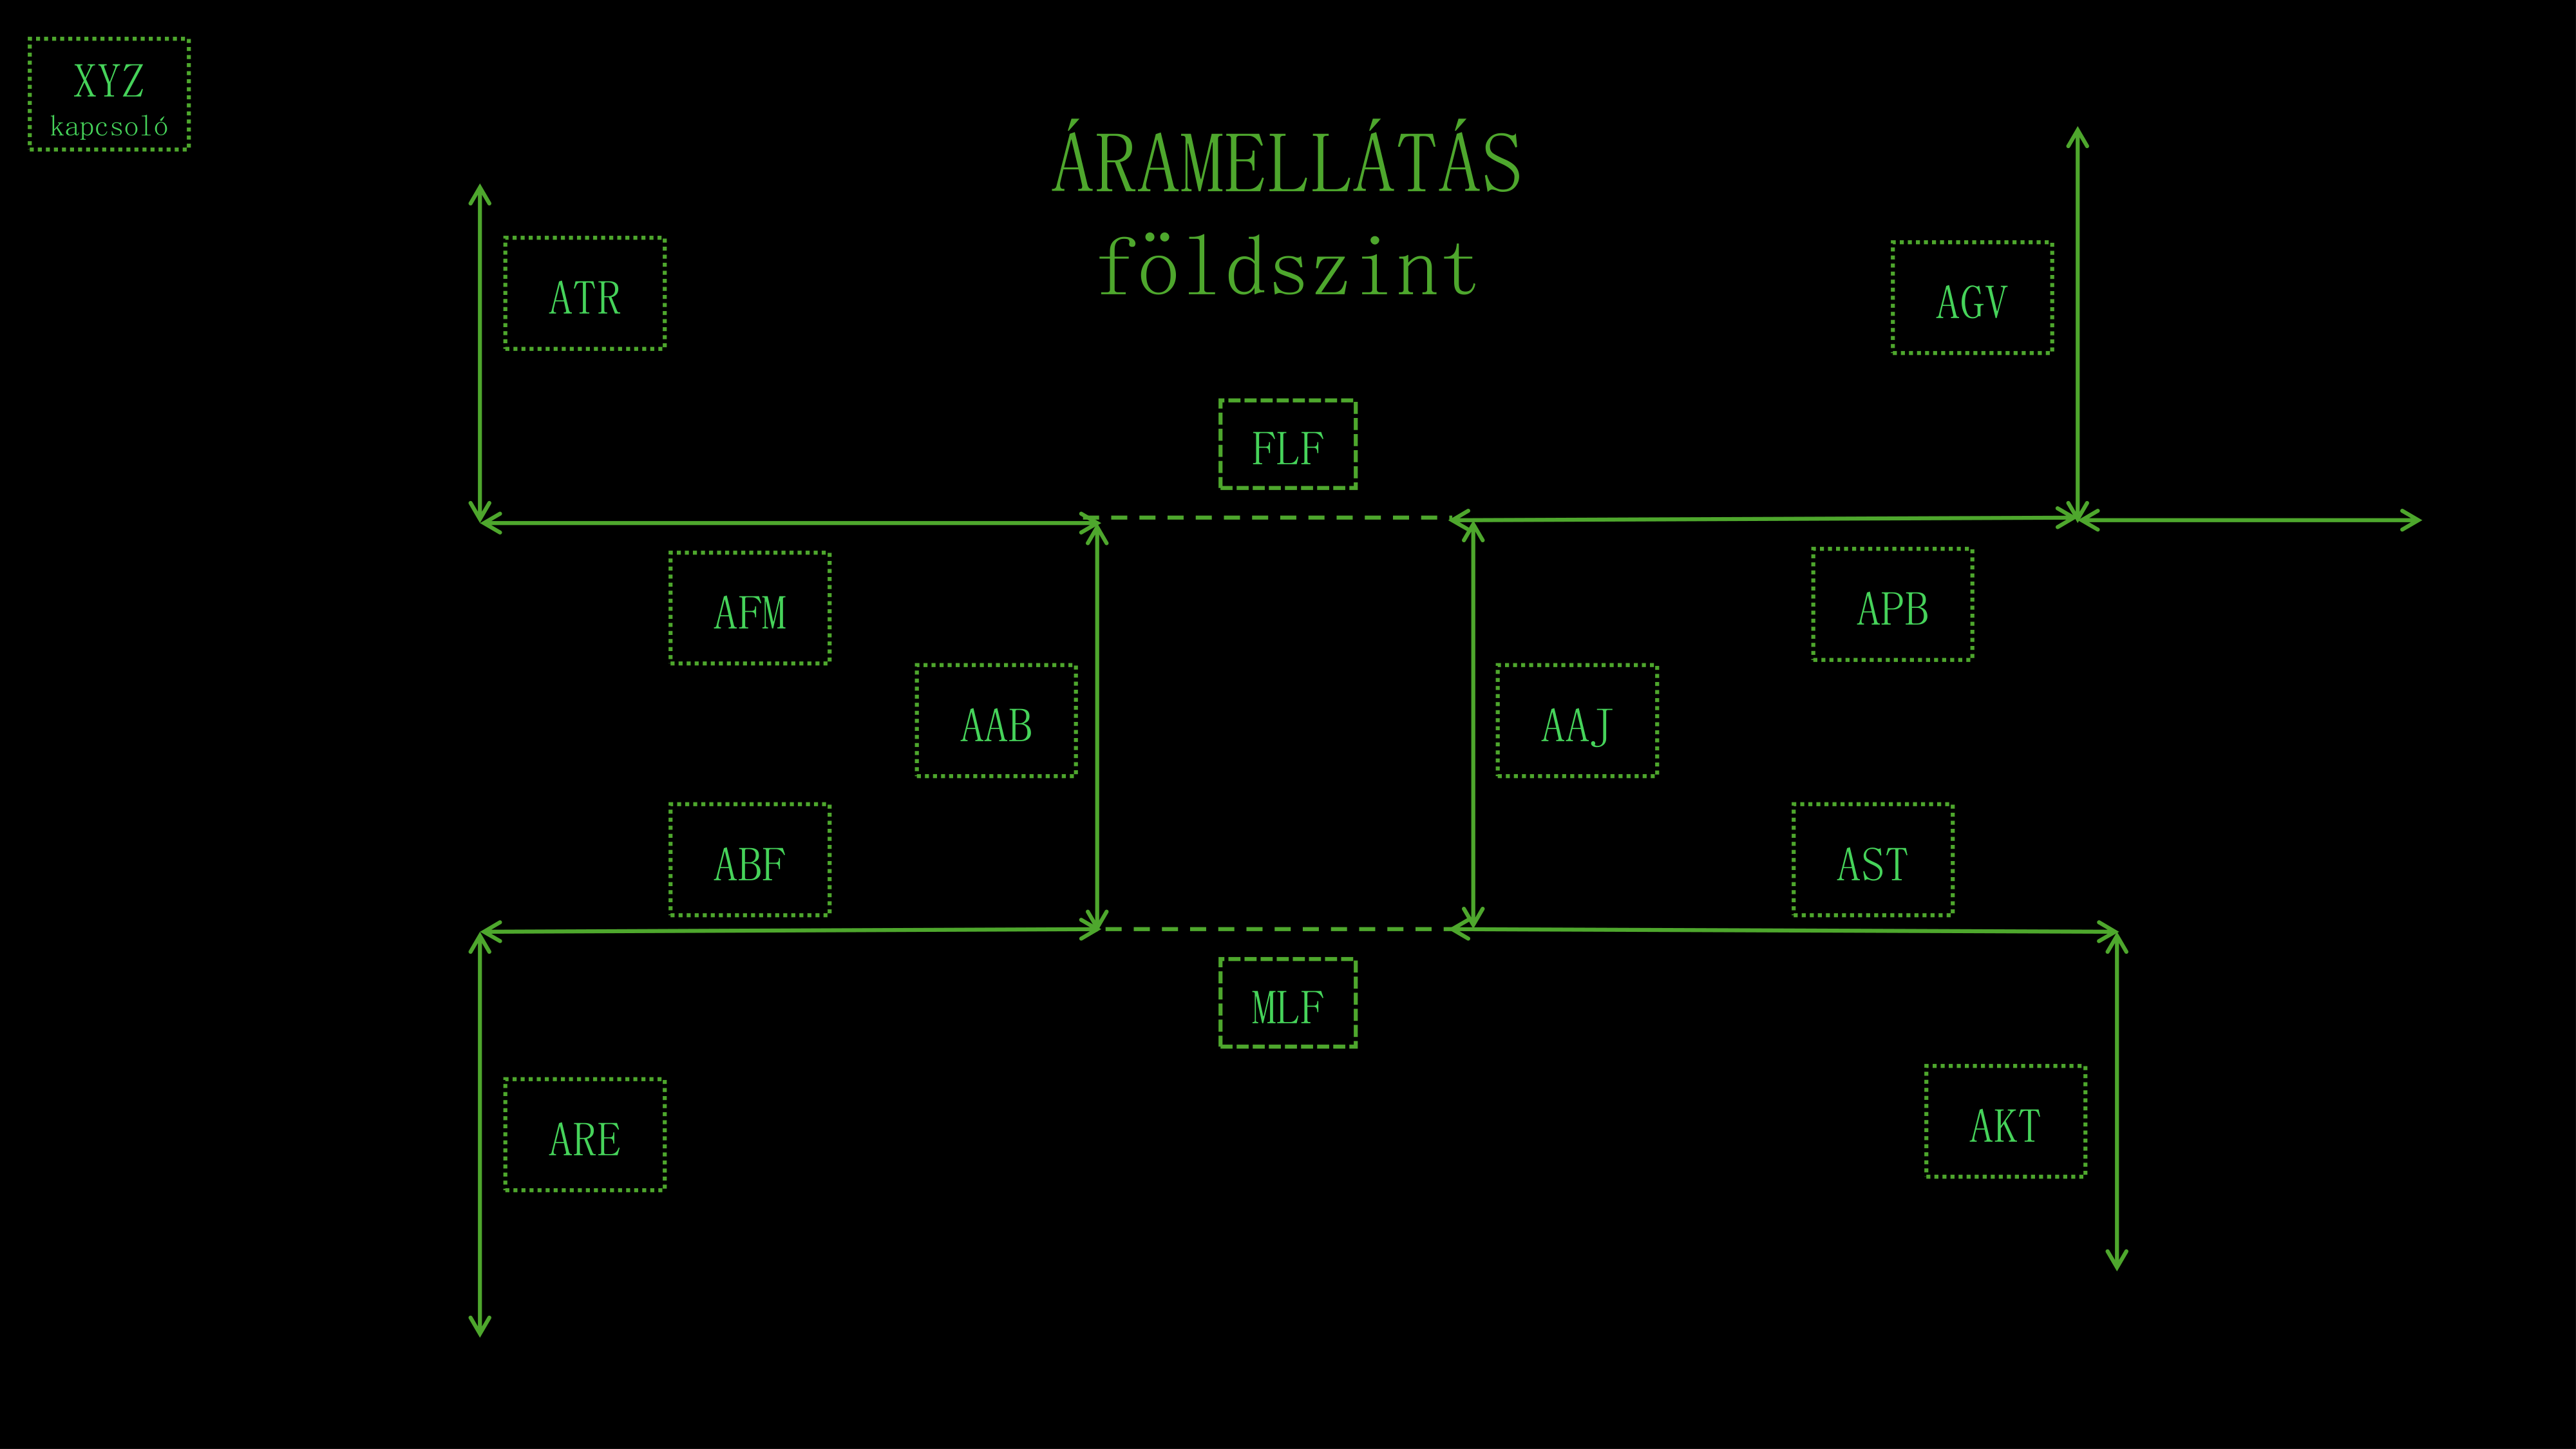 XYZ
kapcsoló
ÁRAMELLÁTÁS
földszint
ATR
AGV
FLF
AFM
APB
AAB
AAJ
ABF
AST
MLF
ARE
AKT